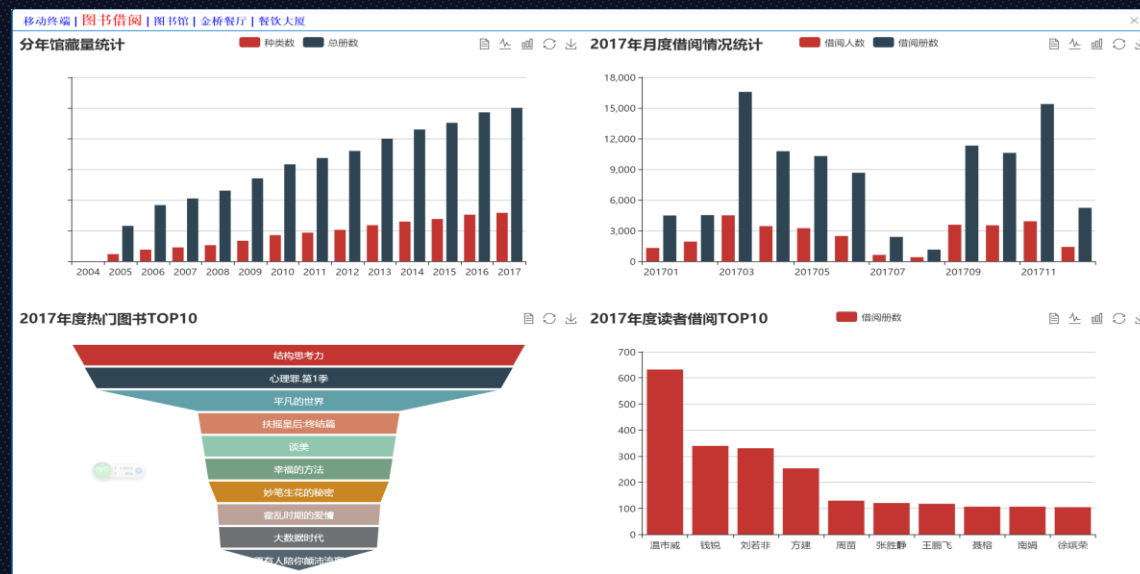 移动终端 | 图书借阅 | 图书馆 | 金桥餐厅 | 餐饮大厦
分年馆藏量统计
种类数 总册数
2004 2005 2006 2007 2008 2009 2010 2011 2012 2013 2014 2015 2016 2017
2017年月度借阅情况统计
借阅人数 借阅册数
18,000
15,000
12,000
9,000
6,000
3,000
0
201701 201703 201705 201707 201709 201711
2017年度热门图书TOP10
结构思考力
心理罪.第1季
平凡的世界
扶摇皇后:终结篇
谈美
幸福的方法
妙笔生花的秘密
霍乱时期的爱情
大数据时代
有人陪你颠沛流
2017年度读者借阅TOP10
借阅册数
700
600
500
400
300
200
100
0
温市威 钱锐 刘若非 方建 周苗 张胜静 王鹏飞 聂榕 南娟 徐缤荣